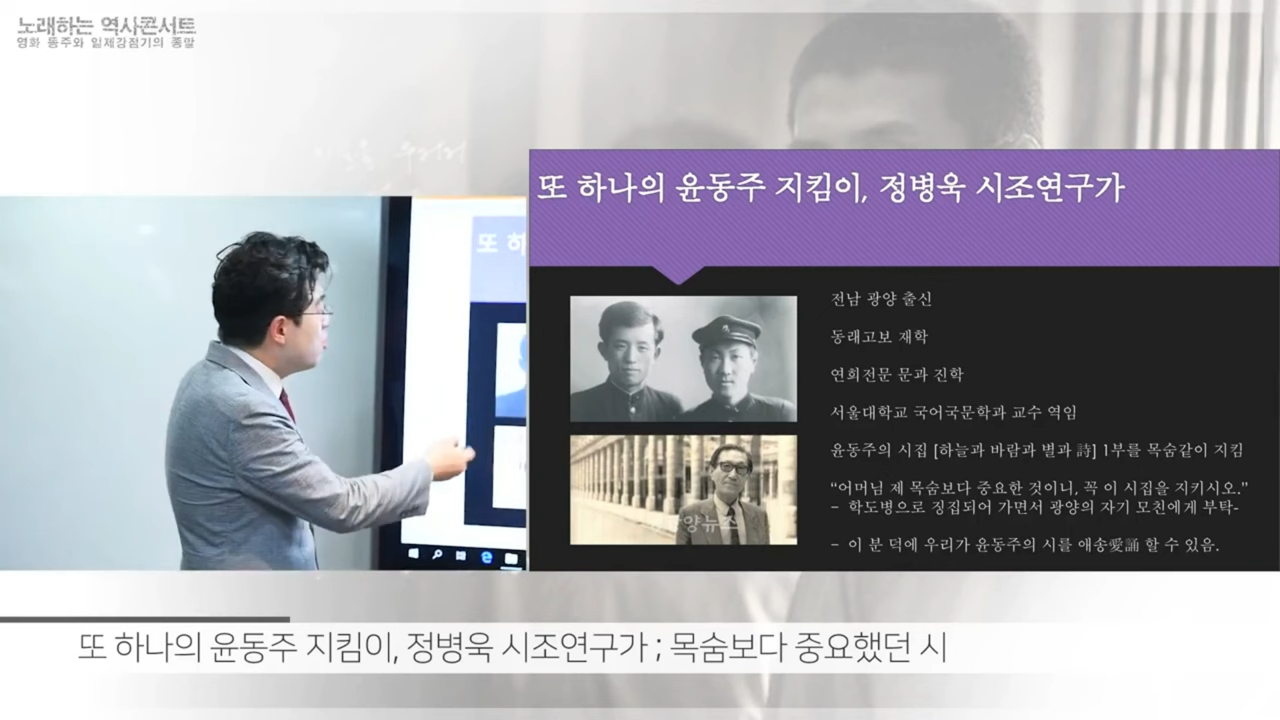 노래하는 역사콘서트
영화 동주와 일제강점기의 종말
또 하나의 윤동주 지킴이, 정병욱 시조연구가
또 하
전남 광양 출신
동래고보 재학
연희전문 문과 진학
서울대학교 국어국문학과 교수 역임
윤동주의 시집 [하늘과 바람과 별과 詩] 1부를 목숨같이 지킴
“어머님 제 목숨보다 중요한 것이니, 꼭 이 시집을 지키시오.”
- 학도병으로 징집되어 가면서 광양의 자기 모친에게 부탁-
- 이 분 덕에 우리가 윤동주의 시를 애송愛誦 할 수 있음.
또 하나의 윤동주 지킴이, 정병욱 시조연구가 ; 목숨보다 중요했던 시